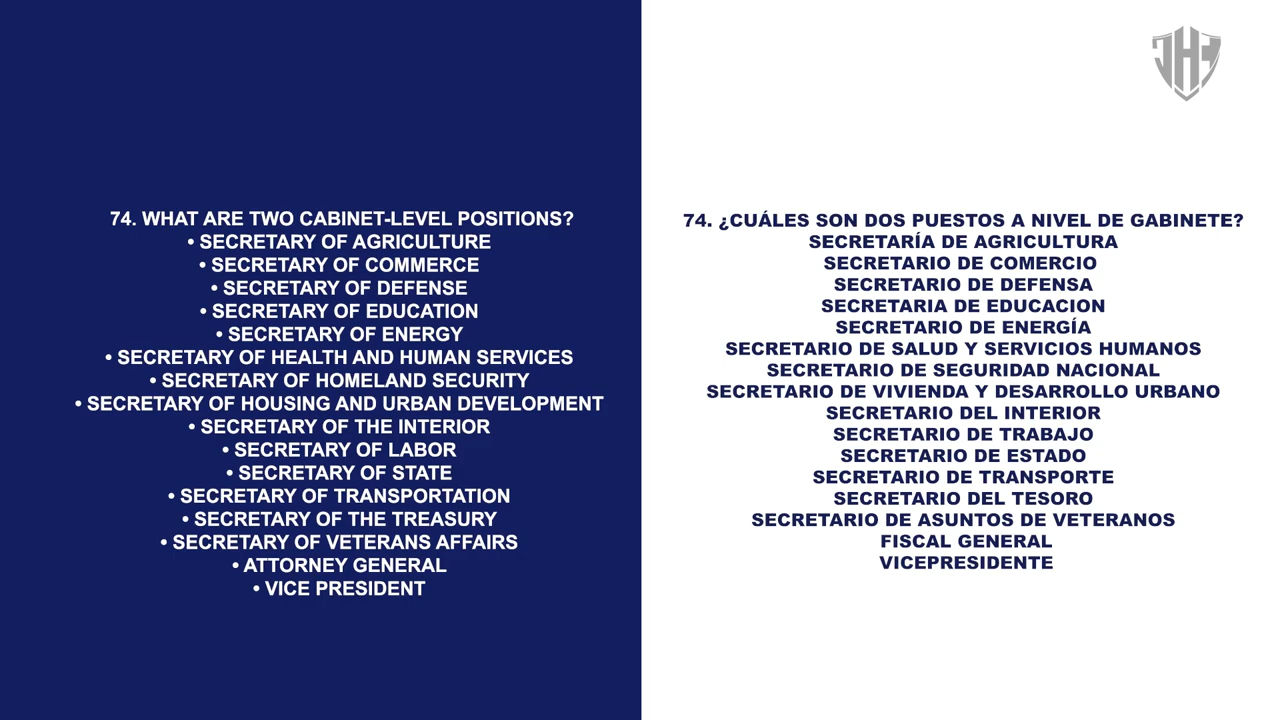 74. WHAT ARE TWO CABINET-LEVEL POSITIONS?
• SECRETARY OF AGRICULTURE
• SECRETARY OF COMMERCE
• SECRETARY OF DEFENSE
• SECRETARY OF EDUCATION
• SECRETARY OF ENERGY
• SECRETARY OF HEALTH AND HUMAN SERVICES
• SECRETARY OF HOMELAND SECURITY
• SECRETARY OF HOUSING AND URBAN DEVELOPMENT
• SECRETARY OF THE INTERIOR
• SECRETARY OF LABOR
• SECRETARY OF STATE
• SECRETARY OF TRANSPORTATION
• SECRETARY OF THE TREASURY
• SECRETARY OF VETERANS AFFAIRS
• ATTORNEY GENERAL
• VICE PRESIDENT
74. ¿CUÁLES SON DOS PUESTOS A NIVEL DE GABINETE?
SECRETARÍA DE AGRICULTURA
SECRETARIO DE COMERCIO
SECRETARIO DE DEFENSA
SECRETARIA DE EDUCACION
SECRETARIO DE ENERGÍA
SECRETARIO DE SALUD Y SERVICIOS HUMANOS
SECRETARIO DE SEGURIDAD NACIONAL
SECRETARIO DE VIVIENDA Y DESARROLLO URBANO
SECRETARIO DEL INTERIOR
SECRETARIO DE TRABAJO
SECRETARIO DE ESTADO
SECRETARIO DE TRANSPORTE
SECRETARIO DEL TESORO
SECRETARIO DE ASUNTOS DE VETERANOS
FISCAL GENERAL
VICEPRESIDENTE